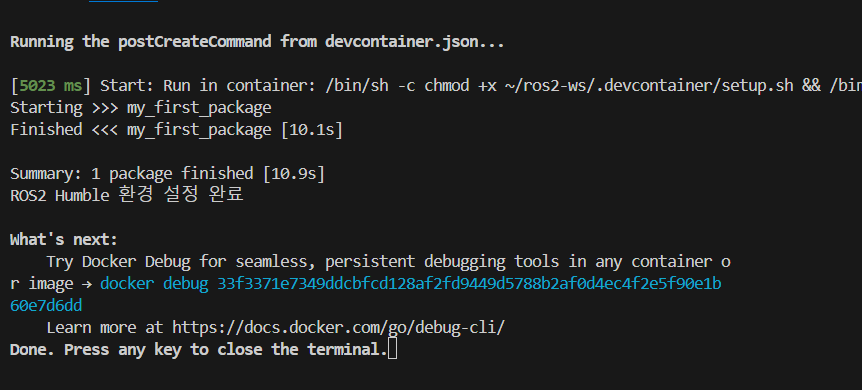 Running the postCreateCommand from devcontainer.json...
[5023 ms] Start: Run in container: /bin/sh -c chmod +x ~/ros2-ws/.devcontainer/setup.sh && /bin
Starting >>> my_first_package
Finished <<< my_first_package [10.1s]
Summary: 1 package finished [10.9s]
ROS2 Humble 환경 설정 완료
What's next:
    Try Docker Debug for seamless, persistent debugging tools in any container o
r image → docker debug 33f3371e7349ddcbfcd128af2fd9449d5788b2af0d4ec4f2e5f90e1b
60e7d6dd
    Learn more at https://docs.docker.com/go/debug-cli/
Done. Press any key to close the terminal.